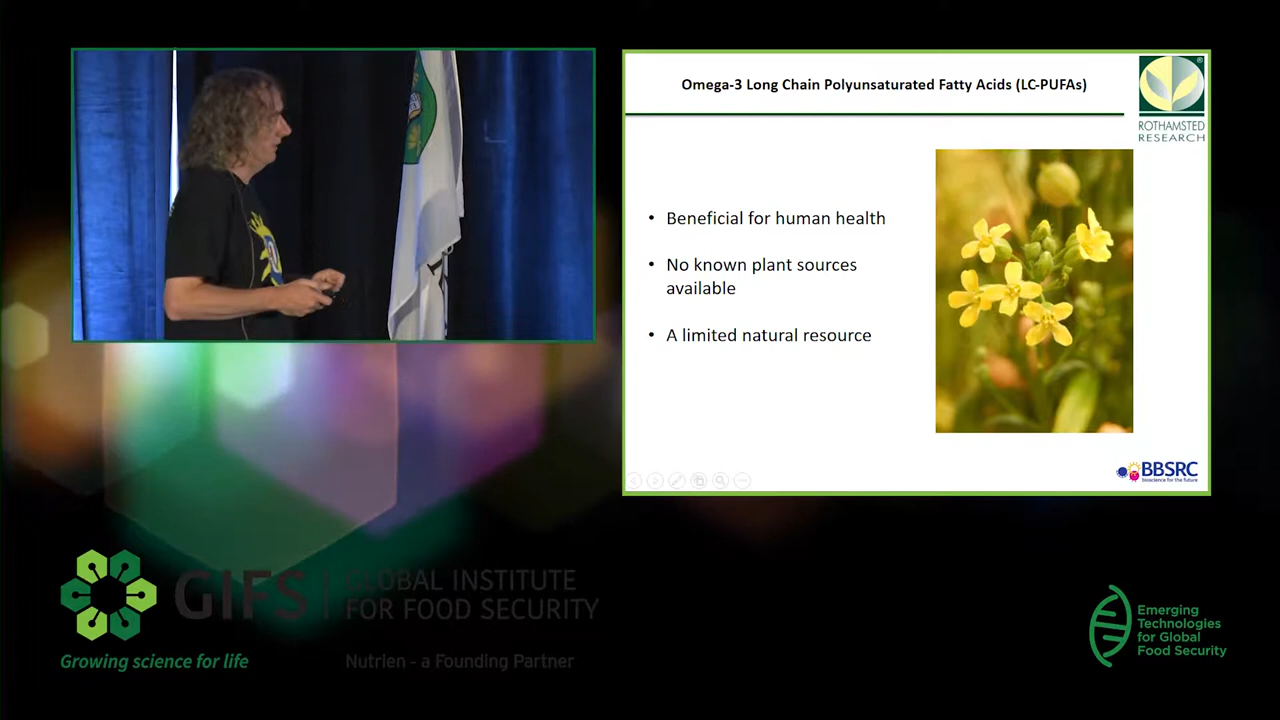 Omega-3 Long Chain Polyunsaturated Fatty Acids (LC-PUFAs)
ROTHAMSTED
RESEARCH
• Beneficial for human health
• No known plant sources
available
• A limited natural resource
BBSRC
bioscience for the future
GIFS
GLOBAL INSTITUTE
FOR FOOD SECURITY
Growing science for life
Nutrien - a Founding Partner
Emerging
Technologies
for Global
Food Security